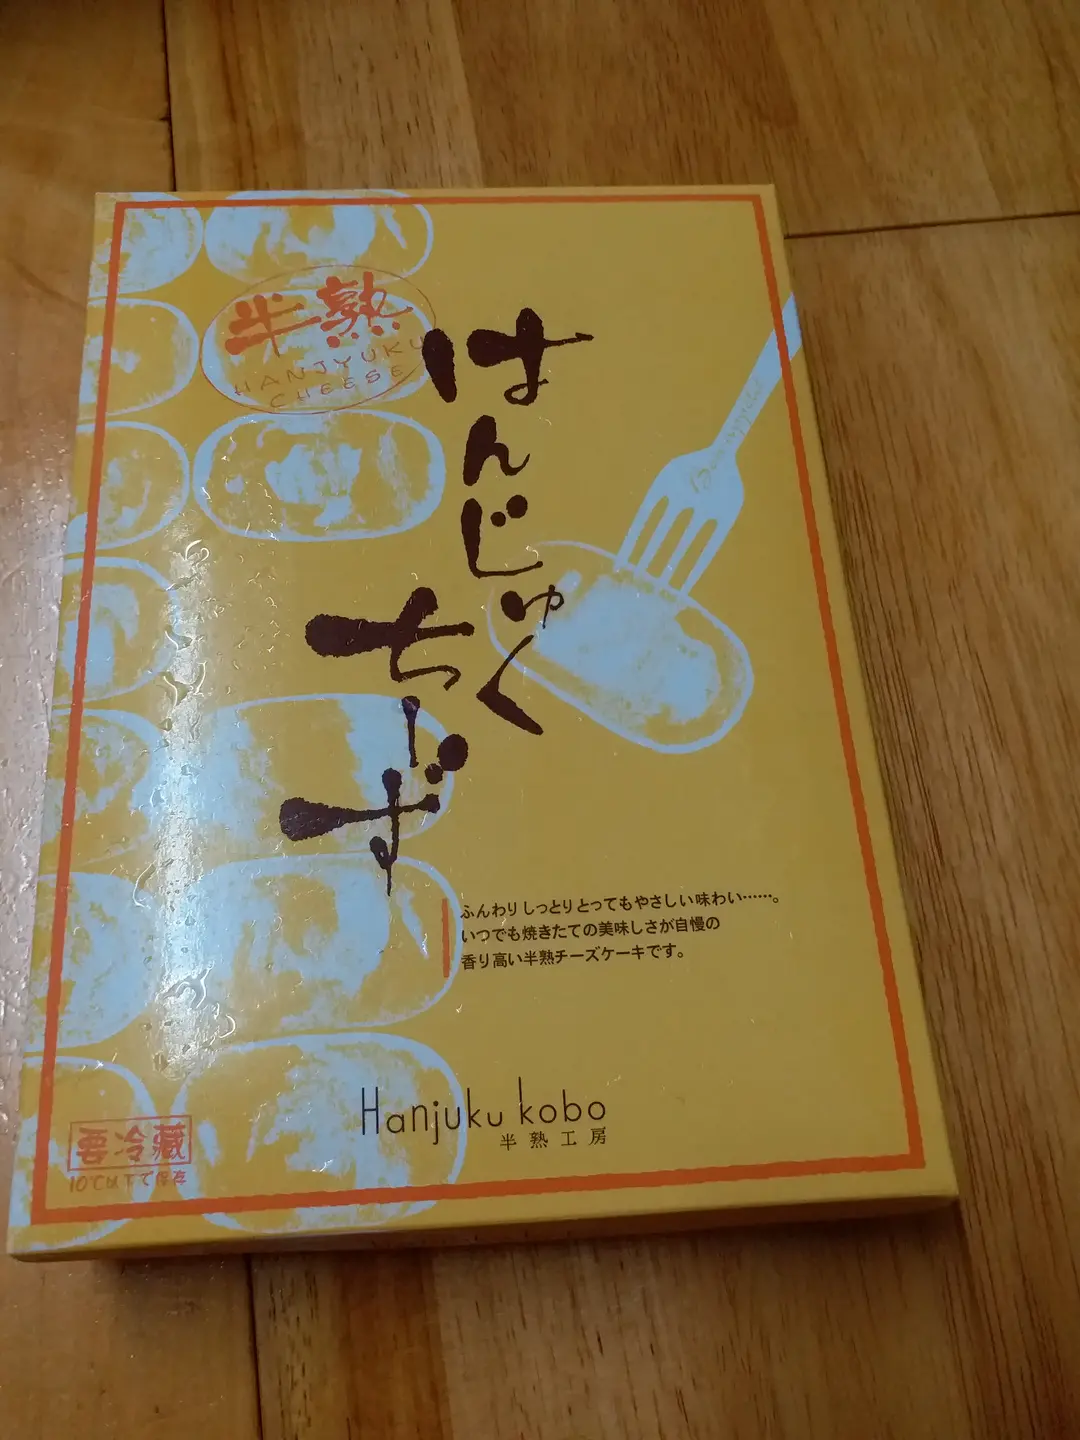 半熟
HANJYUKU
CHEESE
はんじゅく
ちーず
ふんわりしっとりとってもやさしい味わい……。
いつでも焼きたての美味しさが自慢の
香り高い半熟チーズケーキです。
Hanjuku kobo
半熟工房
要冷蔵
10℃以下で保存